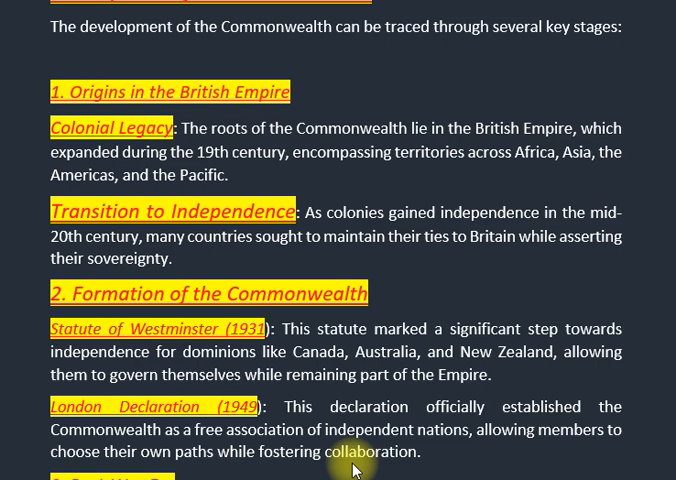 The development of the Commonwealth can be traced through several key stages:
1. Origins in the British Empire
Colonial Legacy: The roots of the Commonwealth lie in the British Empire, which
expanded during the 19th century, encompassing territories across Africa, Asia, the
Americas, and the Pacific.
Transition to Independence: As colonies gained independence in the mid-
20th century, many countries sought to maintain their ties to Britain while asserting
their sovereignty.
2. Formation of the Commonwealth
Statute of Westminster (1931): This statute marked a significant step towards
independence for dominions like Canada, Australia, and New Zealand, allowing
them to govern themselves while remaining part of the Empire.
London Declaration (1949): This declaration officially established the
Commonwealth as a free association of independent nations, allowing members to
choose their own paths while fostering collaboration.